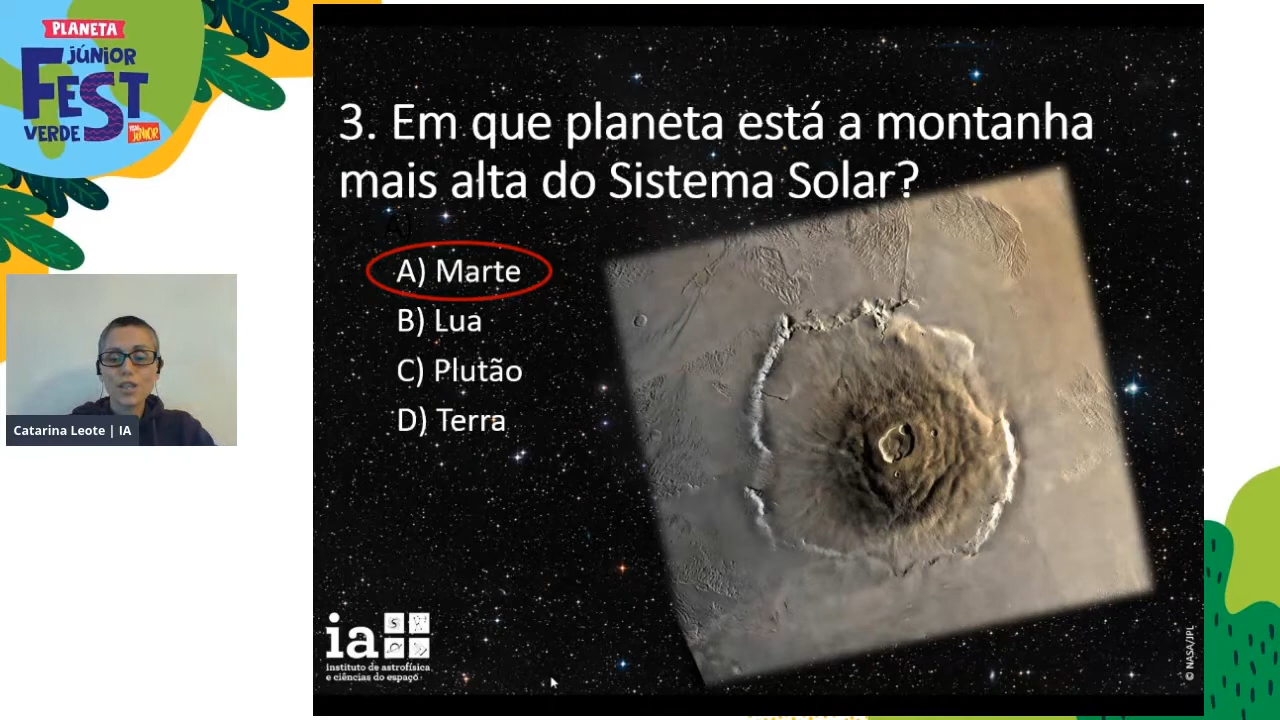 PLANETA
JÚNIOR
FEST
VERDE
JÚNIOR
3. Em que planeta está a montanha
mais alta do Sistema Solar?
A)
A) Marte
B) Lua
C) Plutão
D) Terra
Catarina Leote | IA
ia
instituto de astrofísica
e ciências do espaço
© NASA/JPL